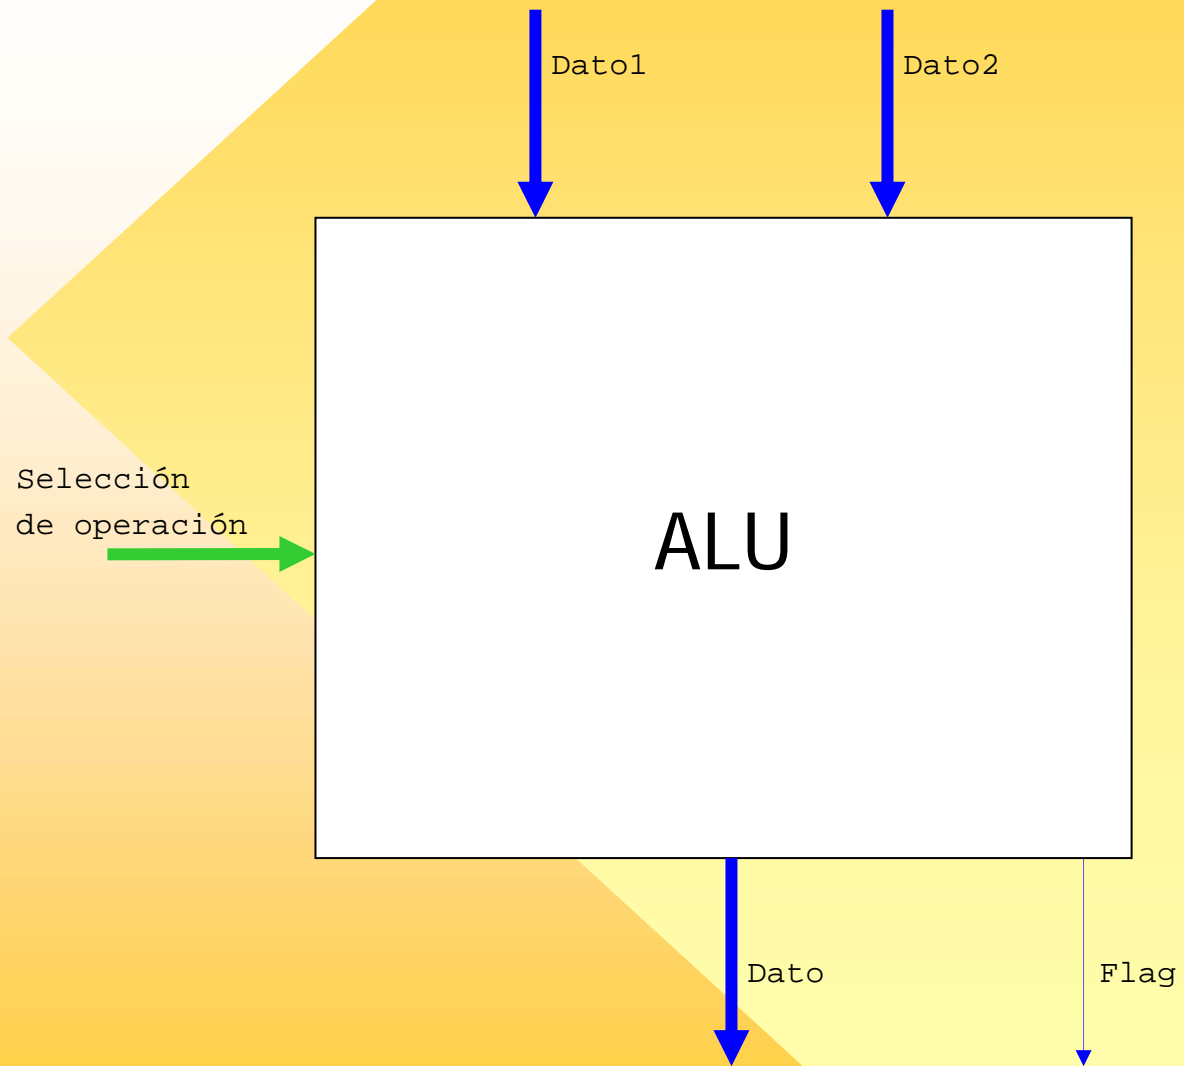 Dato1
Dato2
Selección
de operación
ALU
Dato
Flag